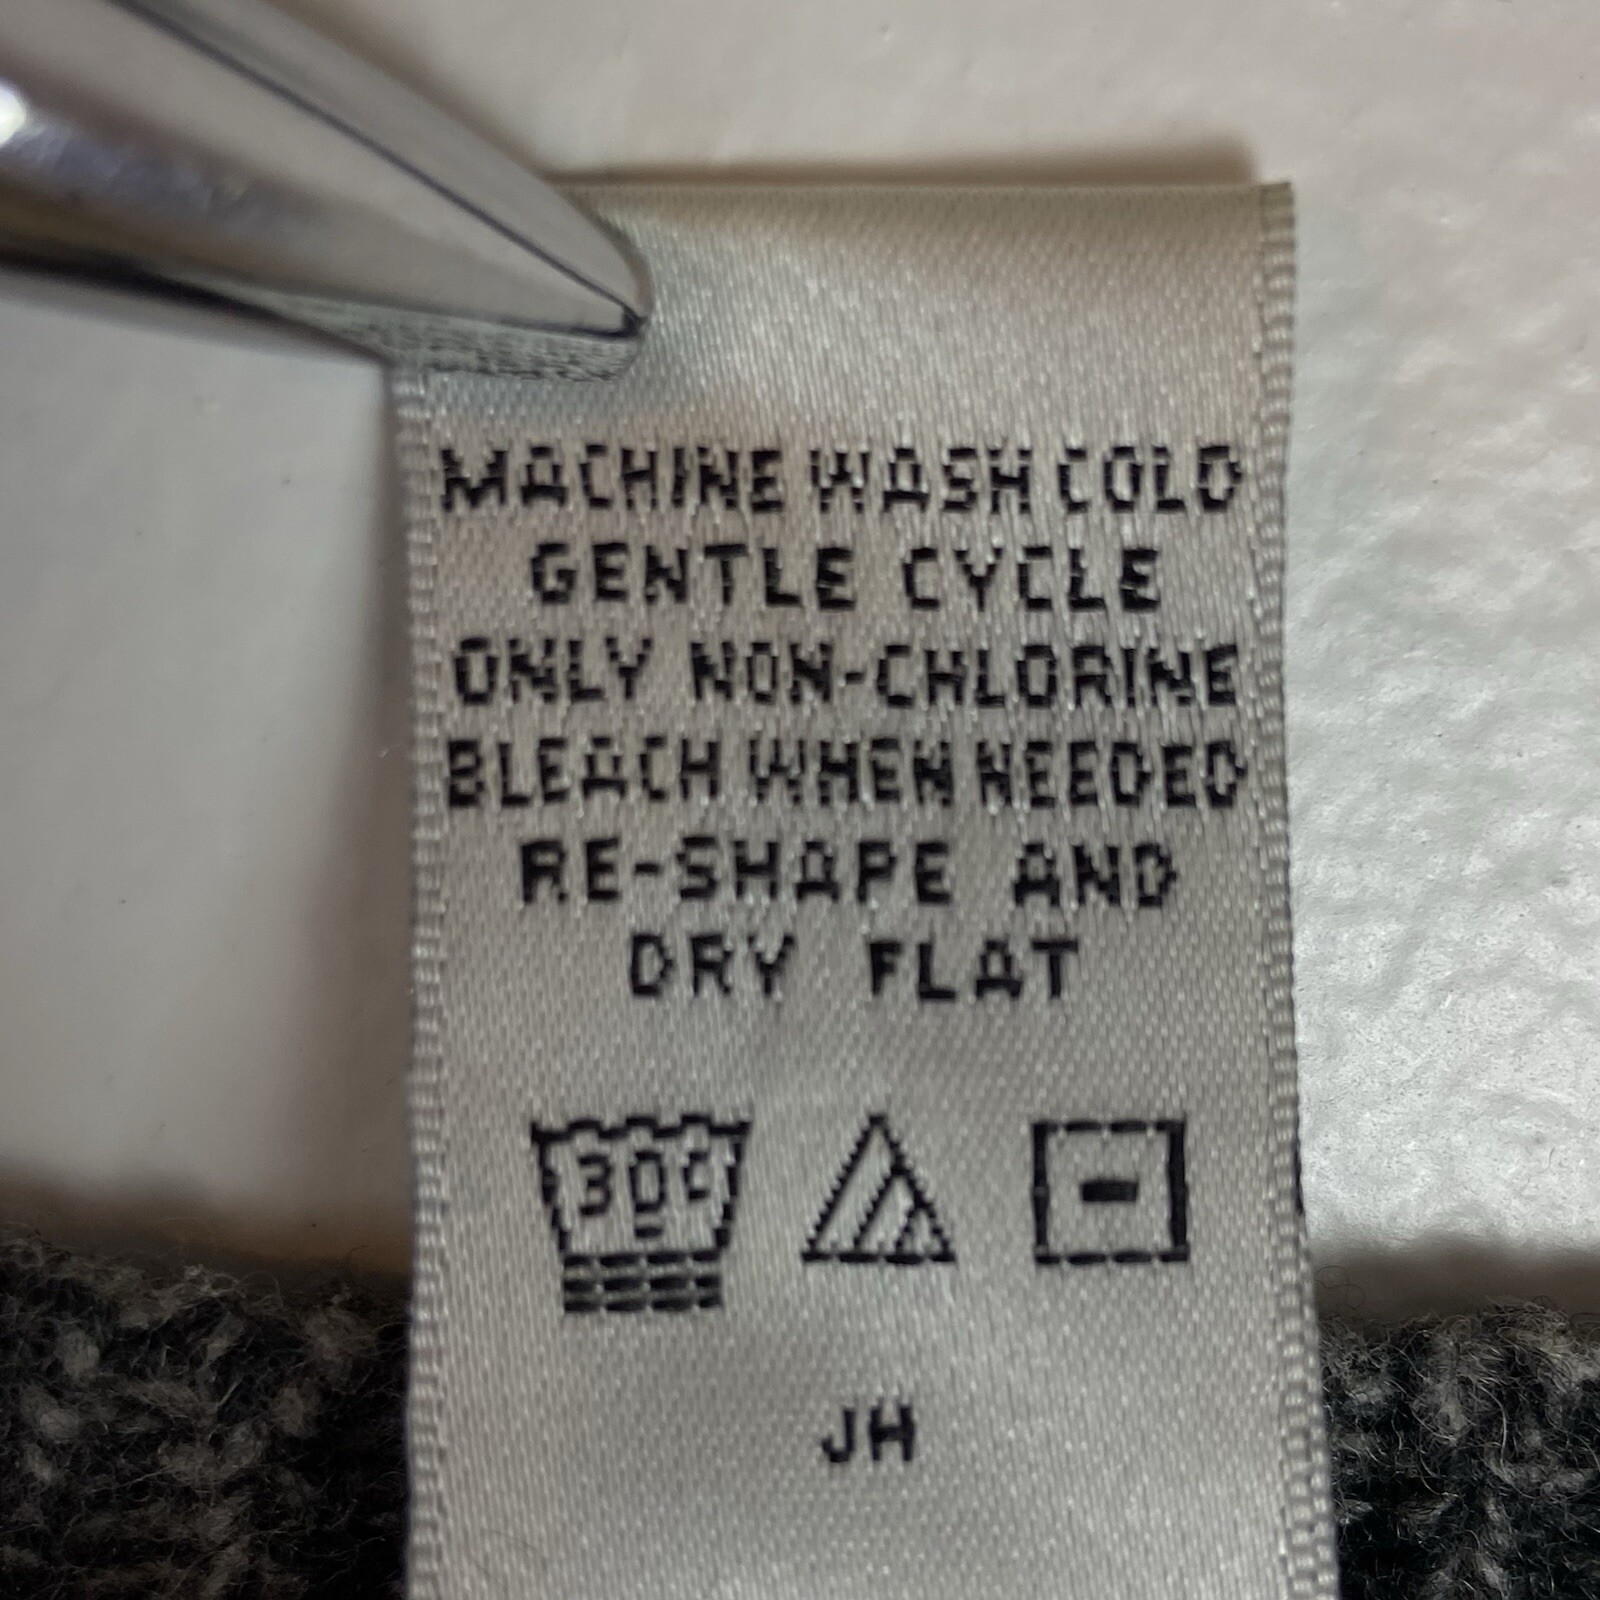 MACHINE WASH COLD
GENTLE CYCLE
ONLY NON-CHLORINE
BLEACH WHEN NEEDED
RE-SHAPE AND
DRY FLAT
30C
JH